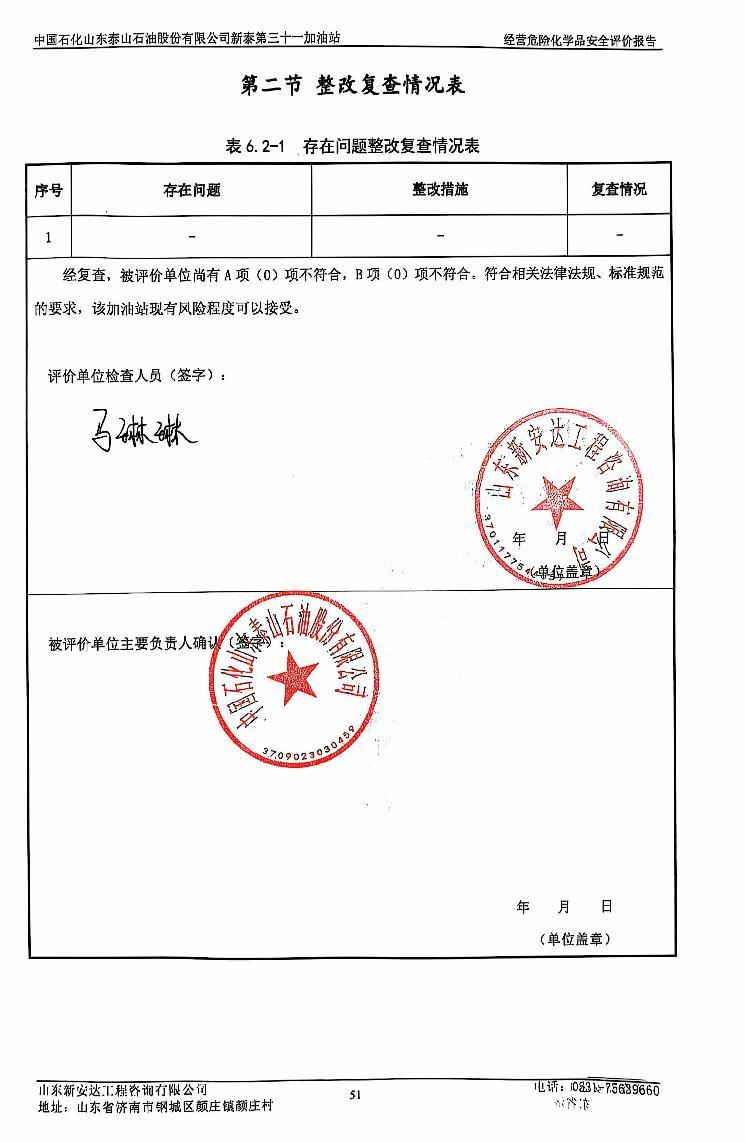 中国石化山东泰山石油股份有限公司新泰第三十一加油站 经营危险化学品安全评价报告
第二节 整改复查情况表
表 6.2-1 存在问题整改复查情况表
序号 存在问题 整改措施 复查情况
1 - - -
经复查，被评价单位尚有 A 项（0）项不符合，B 项（0）项不符合。符合相关法律法规、标准规范
的要求，该加油站现有风险程度可以接受。
评价单位检查人员（签字）：
马琳琳
山东新安达工程咨询有限公司
年 月 日
（单位盖章）
被评价单位主要负责人确认（签字）：
中国石化山东泰山石油股份有限公司
3709023030459
年 月 日
（单位盖章）
山东新安达工程咨询有限公司
地址：山东省济南市钢城区颜庄镇颜庄村
51
电话：